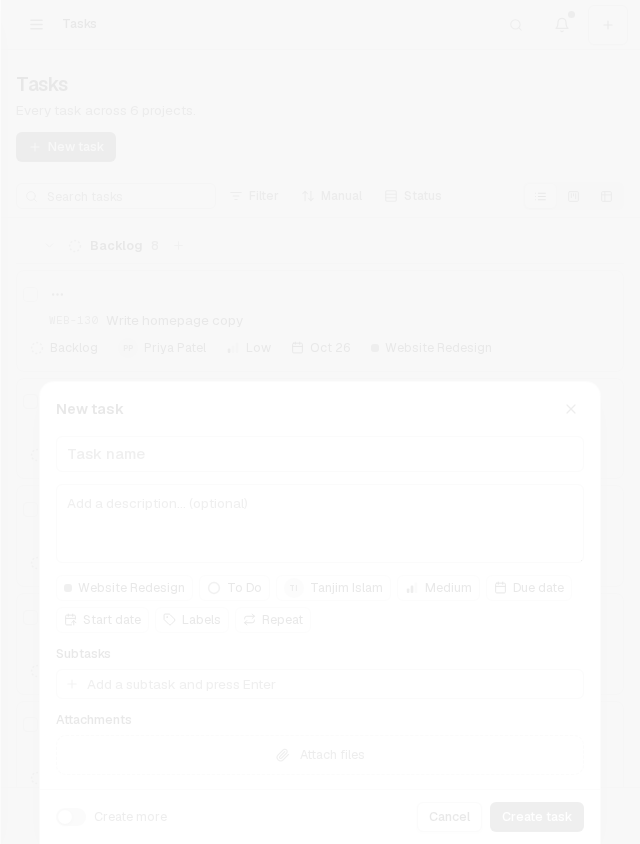 Tasks
Tasks
Every task across 6 projects
New task
Search tasks Filter Manual Status
Backlog 8
WEB-130 Write homepage copy
Backlog Priya Patel Low Oct 26 Website Redesign
New task
Task name
Add a description... (optional)
Website Redesign To Do Tanjim Islam Medium Due date
Start date Labels Repeat
Subtasks
Add a subtask and press Enter
Attachments
Attach files
Create more Cancel Create task